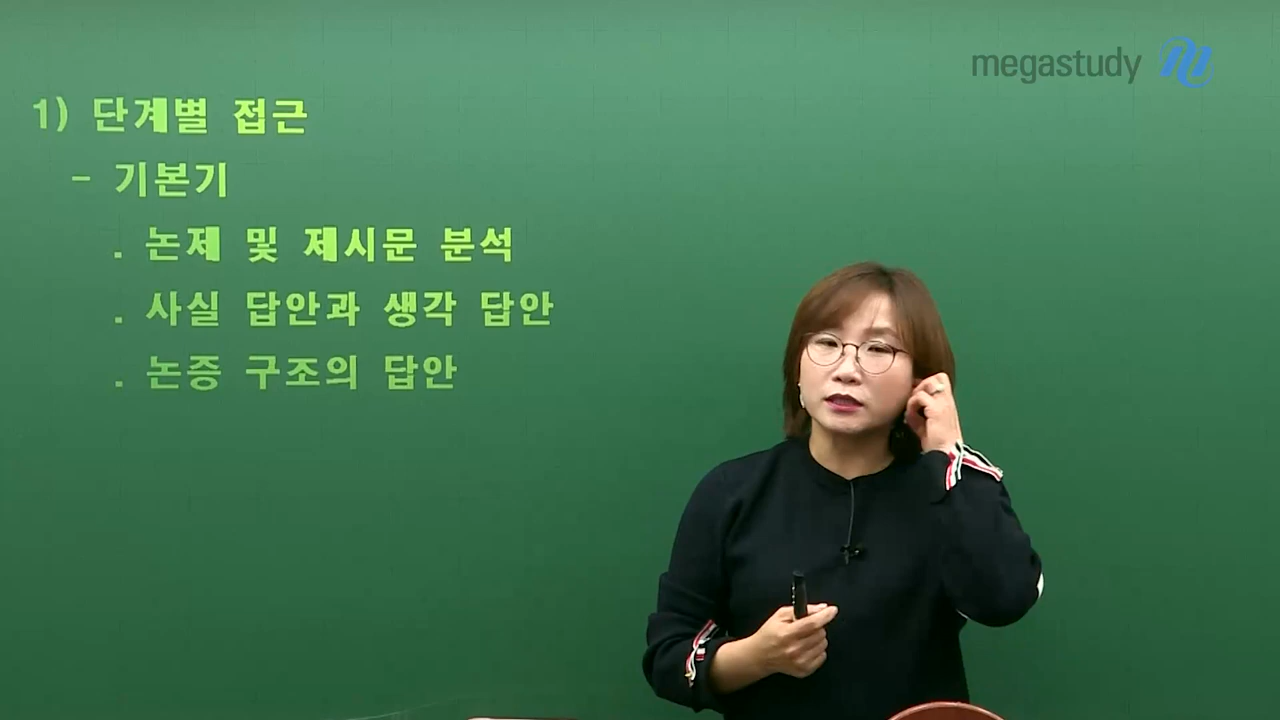 megastudy
1) 단계별 접근
- 기본기
. 논제 및 제시문 분석
. 사실 답안과 생각 답안
. 논증 구조의 답안